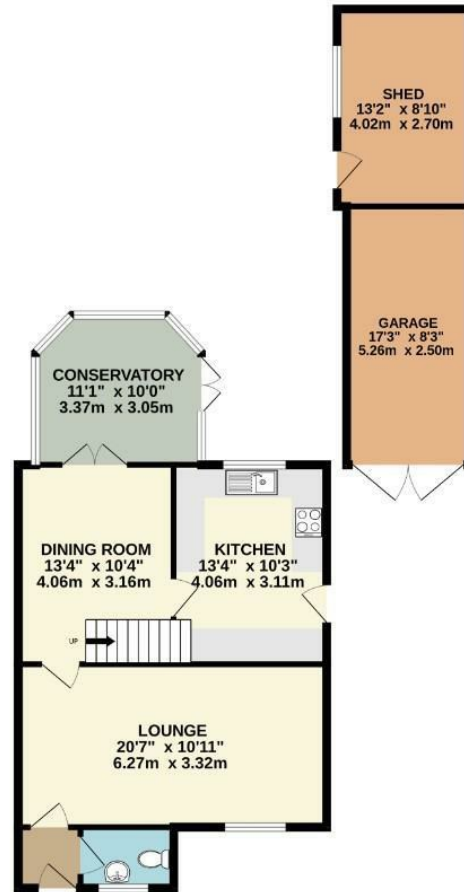 SHED
13'2" x 8'10"
4.02m x 2.70m
GARAGE
17'3" x 8'3"
5.26m x 2.50m
CONSERVATORY
11'1" x 10'0"
3.37m x 3.05m
DINING ROOM
13'4" x 10'4"
4.06m x 3.16m
KITCHEN
13'4" x 10'3"
4.06m x 3.11m
UP
LOUNGE
20'7" x 10'11"
6.27m x 3.32m